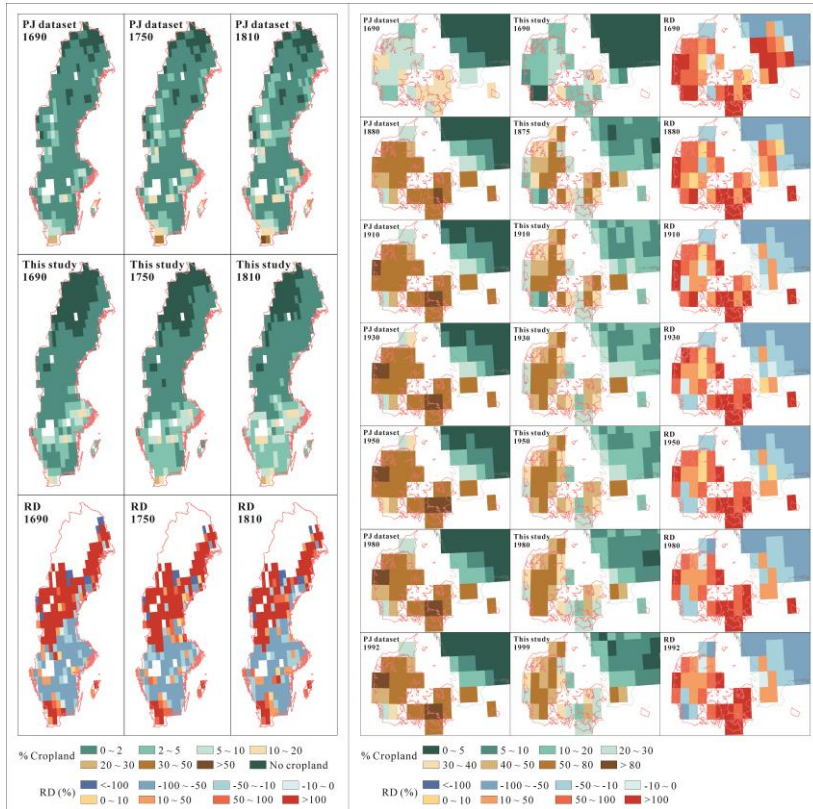 PJ dataset
1690
PJ dataset
1750
PJ dataset
1810
This study
1690
This study
1750
This study
1810
RD
1690
RD
1750
RD
1810
% Cropland
0 ~ 2
2 ~ 5
5 ~ 10
10 ~ 20
20 ~ 30
30 ~ 50
>50
No cropland
RD (%)
<-100
-100 ~ -50
-50 ~ -10
-10 ~ 0
0 ~ 10
10 ~ 50
50 ~ 100
>100
PJ dataset
1690
This study
1690
RD
1690
PJ dataset
1880
This study
1875
RD
1880
PJ dataset
1910
This study
1910
RD
1910
PJ dataset
1930
This study
1930
RD
1930
PJ dataset
1950
This study
1950
RD
1950
PJ dataset
1980
This study
1980
RD
1980
PJ dataset
1992
This study
1999
RD
1992
% Cropland
0 ~ 5
5 ~ 10
10 ~ 20
20 ~ 30
30 ~ 40
40 ~ 50
50 ~ 80
> 80
RD (%)
<-100
-100 ~ -50
-50 ~ -10
-10 ~ 0
0 ~ 10
10 ~ 50
50 ~ 100
>100